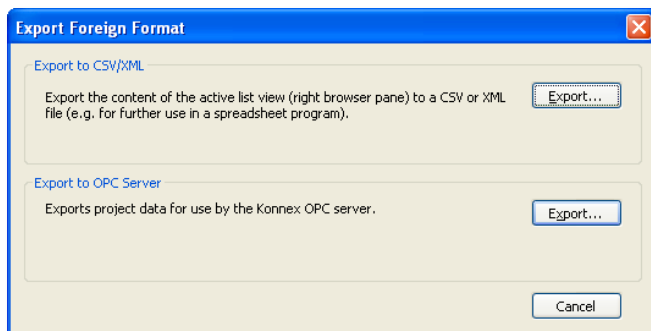 Export Foreign Format
Export to CSV/XML
Export the content of the active list view (right browser pane) to a CSV or XML
file (e.g. for further use in a spreadsheet program).
Export...
Export to OPC Server
Exports project data for use by the Konnex OPC server.
Export...
Cancel